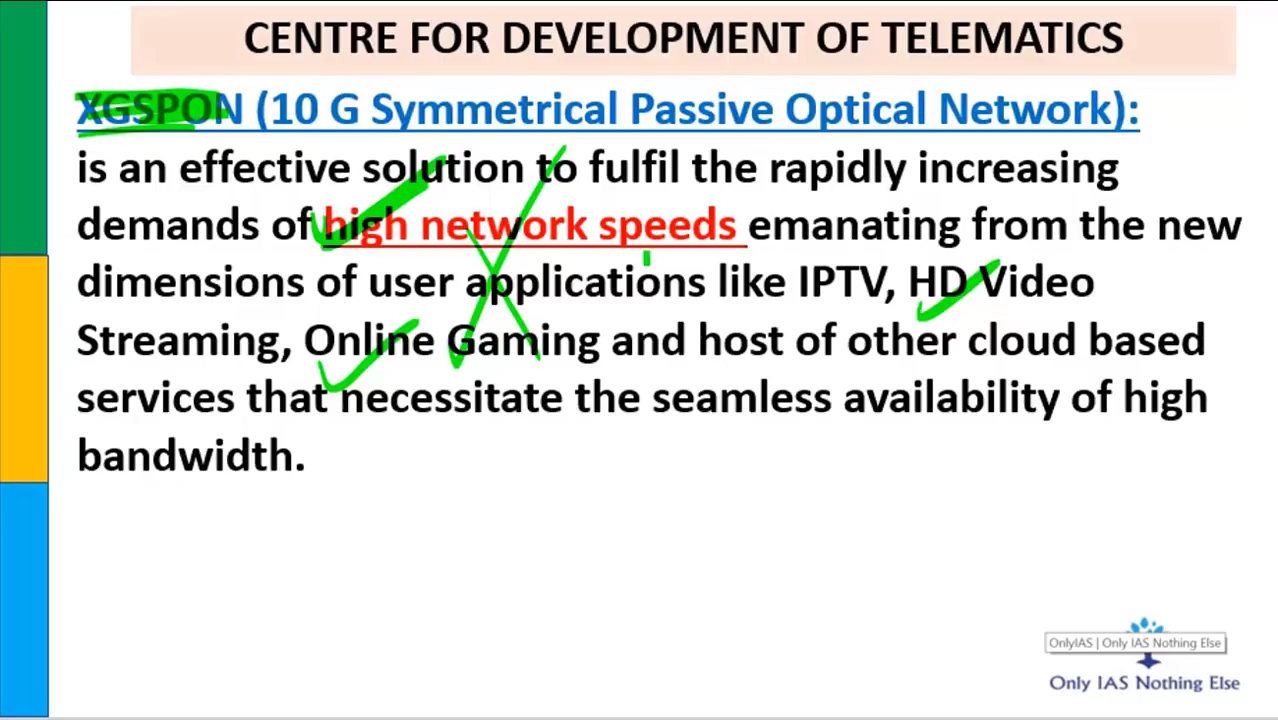 CENTRE FOR DEVELOPMENT OF TELEMATICS
XGSPON (10 G Symmetrical Passive Optical Network):
is an effective solution to fulfil the rapidly increasing
demands of high network speeds emanating from the new
dimensions of user applications like IPTV, HD Video
Streaming, Online Gaming and host of other cloud based
services that necessitate the seamless availability of high
bandwidth.
OnlyIAS | Only IAS Nothing Else
Only IAS Nothing Else